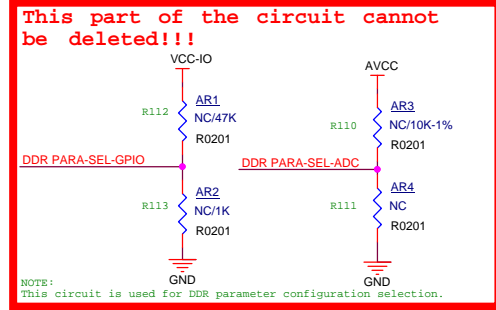 This part of the circuit cannot
be deleted!!!
VCC-IO
AVCC
R112
AR1
NC/47K
R0201
R110
AR3
NC/10K-1%
R0201
DDR PARA-SEL-GPIO
DDR PARA-SEL-ADC
R113
AR2
NC/1K
R0201
R111
AR4
NC
R0201
GND
GND
NOTE:
This circuit is used for DDR parameter configuration selection.